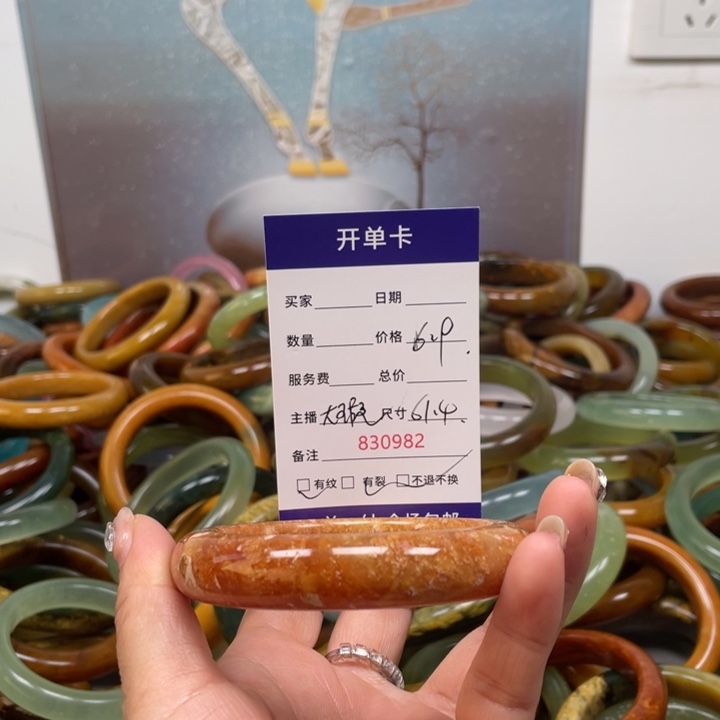 开单卡
买家 日期
数量 价格 629.
服务费 总价
主播 尺寸 61.4.
830982
备注
□有纹 □有裂 □不退不换